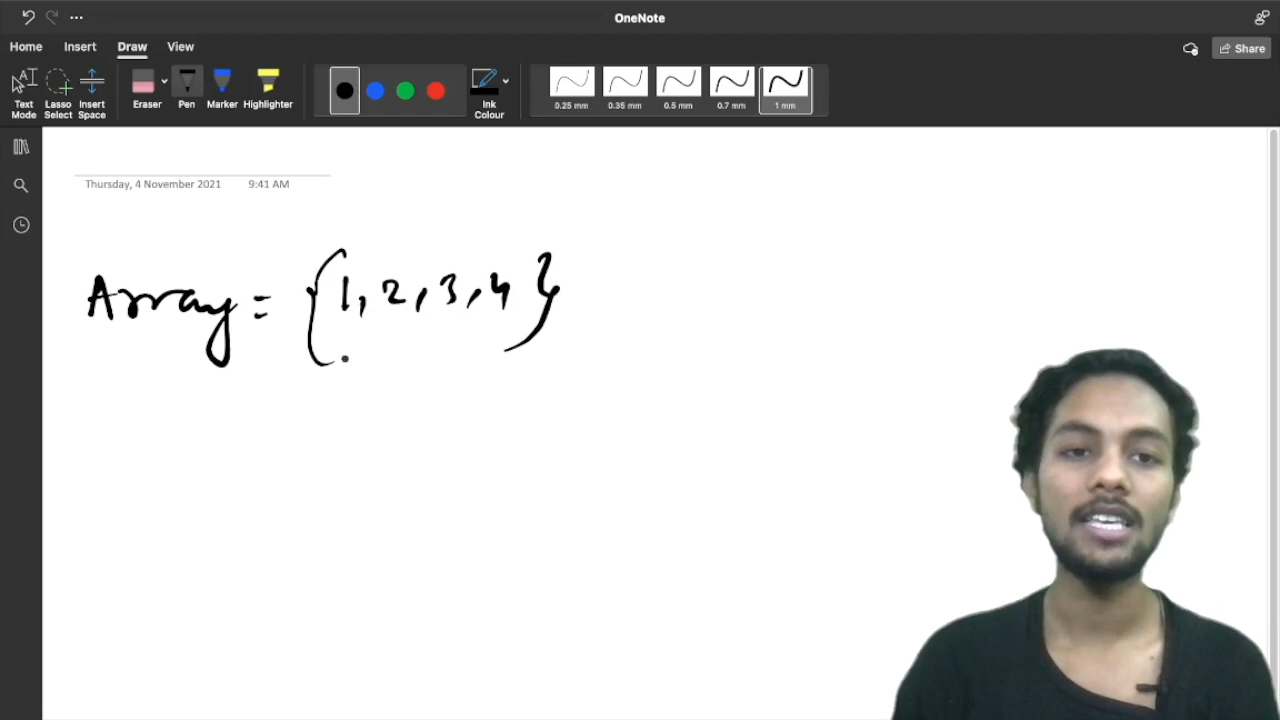 OneNote
Home Insert Draw View
Share
Text Mode
Lasso Select
Insert Space
Eraser
Pen
Marker
Highlighter
Ink Colour
0.25 mm
0.35 mm
0.5 mm
0.7 mm
1 mm
Thursday, 4 November 2021 9:41 AM
Array = {1, 2, 3, 4}